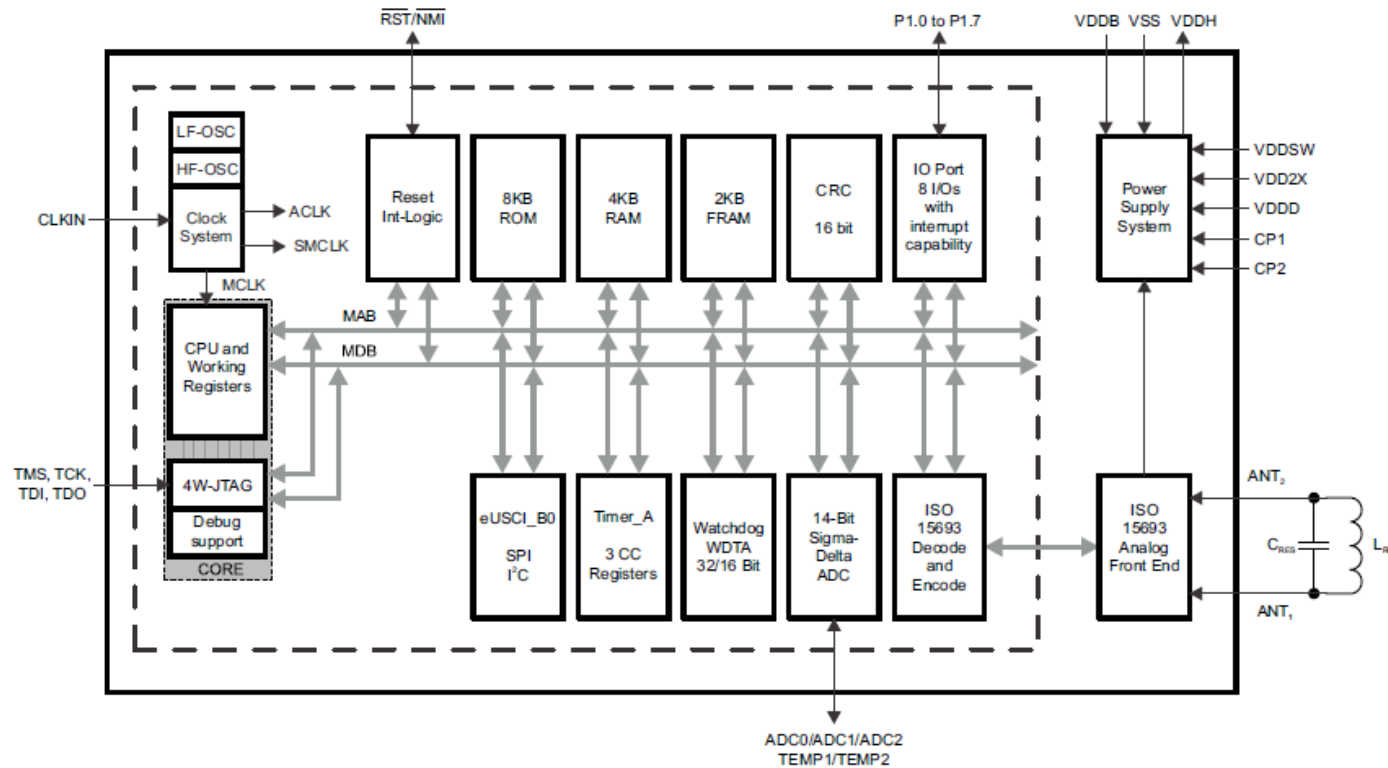 RST/NMI
P1.0 to P1.7
VDDB VSS VDDH
LF-OSC
HF-OSC
Clock
System
CLKIN
ACLK
SMCLK
MCLK
Reset
Int-Logic
8KB
ROM
4KB
RAM
2KB
FRAM
CRC
16 bit
IO Port
8 I/Os
with
interrupt
capability
Power
Supply
System
VDDSW
VDD2X
VDDD
CP1
CP2
MAB
MDB
CPU and
Working
Registers
TMS, TCK,
TDI, TDO
4W-JTAG
Debug
support
CORE
eUSCI_B0
SPI
I²C
Timer_A
3 CC
Registers
Watchdog
WDTA
32/16 Bit
14-Bit
Sigma-
Delta
ADC
ISO
15693
Decode
and
Encode
ISO
15693
Analog
Front End
ANT₂
C_RES
L_R
ANT₁
ADC0/ADC1/ADC2
TEMP1/TEMP2